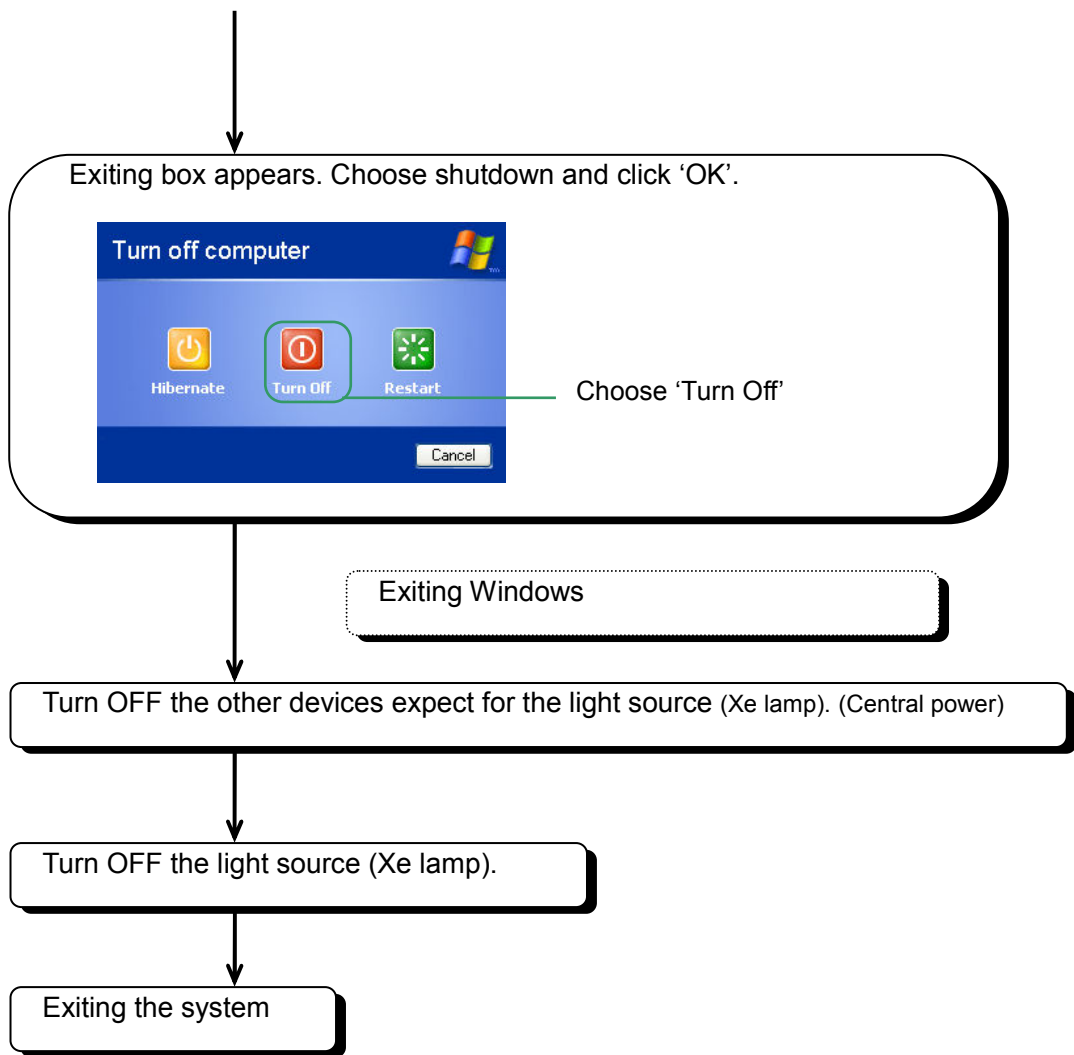 Exiting box appears. Choose shutdown and click ‘OK’.
Turn off computer
TM
Hibernate
Turn Off
Restart
Choose ‘Turn Off’
Cancel
Exiting Windows
Turn OFF the other devices expect for the light source (Xe lamp). (Central power)
Turn OFF the light source (Xe lamp).
Exiting the system